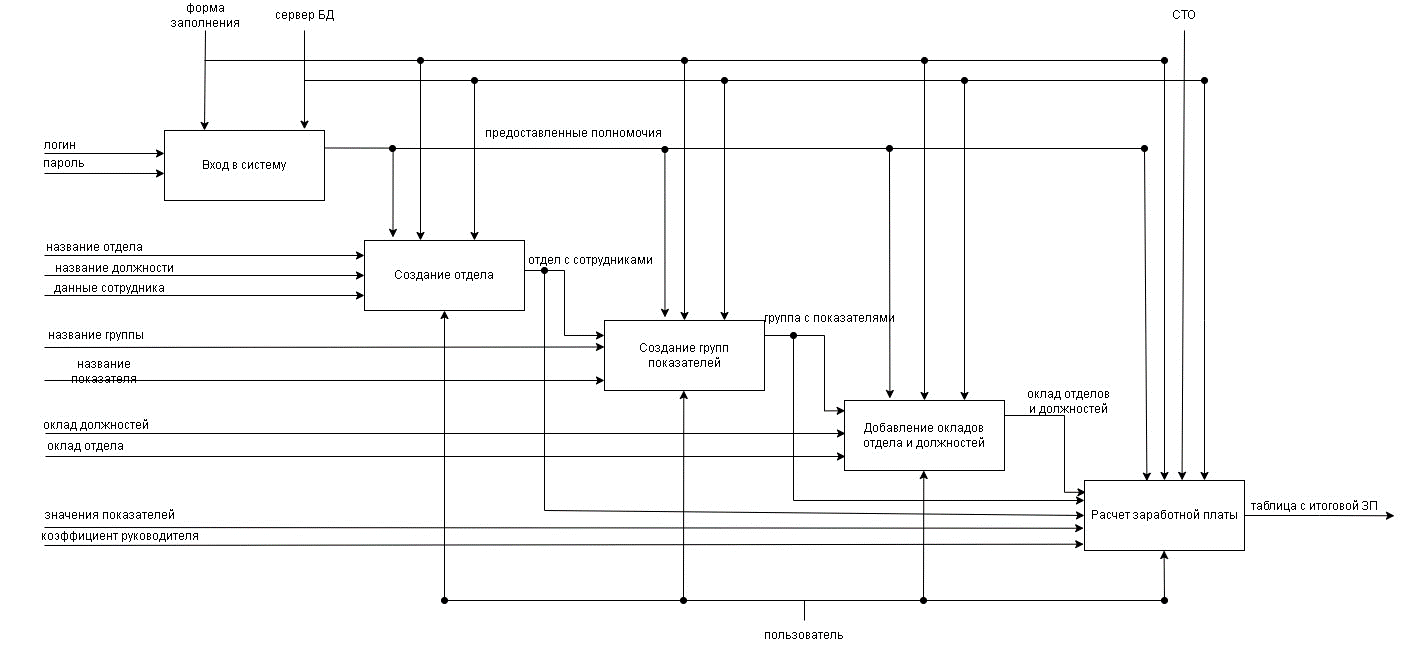 форма
заполнения
сервер БД
СТО
предоставленные полномочия
логин
пароль
Вход в систему
название отдела
название должности
данные сотрудника
Создание отдела
отдел с сотрудниками
название группы
название
показателя
Создание групп
показателей
группа с показателями
оклад должностей
оклад отдела
Добавление окладов
отдела и должностей
оклад отделов
и должностей
значения показателей
коэффициент руководителя
Расчет заработной платы
таблица с итоговой ЗП
пользователь